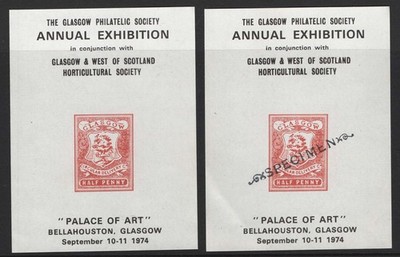 THE GLASGOW PHILATELIC SOCIETY
ANNUAL EXHIBITION
in conjunction with
GLASGOW & WEST OF SCOTLAND
HORTICULTURAL SOCIETY
GLASGOW
HALF PENNY
"PALACE OF ART"
BELLAHOUSTON, GLASGOW
September 10-11 1974
THE GLASGOW PHILATELIC SOCIETY
ANNUAL EXHIBITION
in conjunction with
GLASGOW & WEST OF SCOTLAND
HORTICULTURAL SOCIETY
GLASGOW
SPECIMEN
HALF PENNY
"PALACE OF ART"
BELLAHOUSTON, GLASGOW
September 10-11 1974